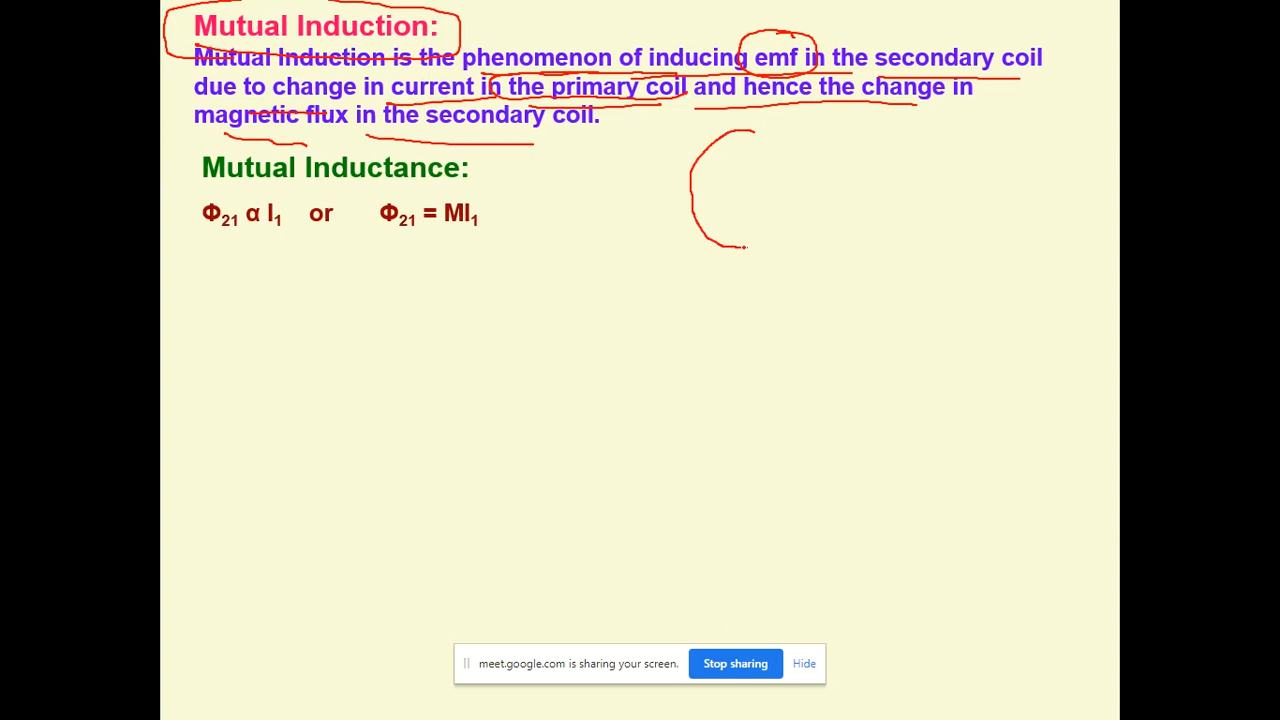 Mutual Induction:
Mutual Induction is the phenomenon of inducing emf in the secondary coil
due to change in current in the primary coil and hence the change in
magnetic flux in the secondary coil.
Mutual Inductance:
Φ₂₁ α I₁ or Φ₂₁ = MI₁
meet.google.com is sharing your screen. Stop sharing Hide